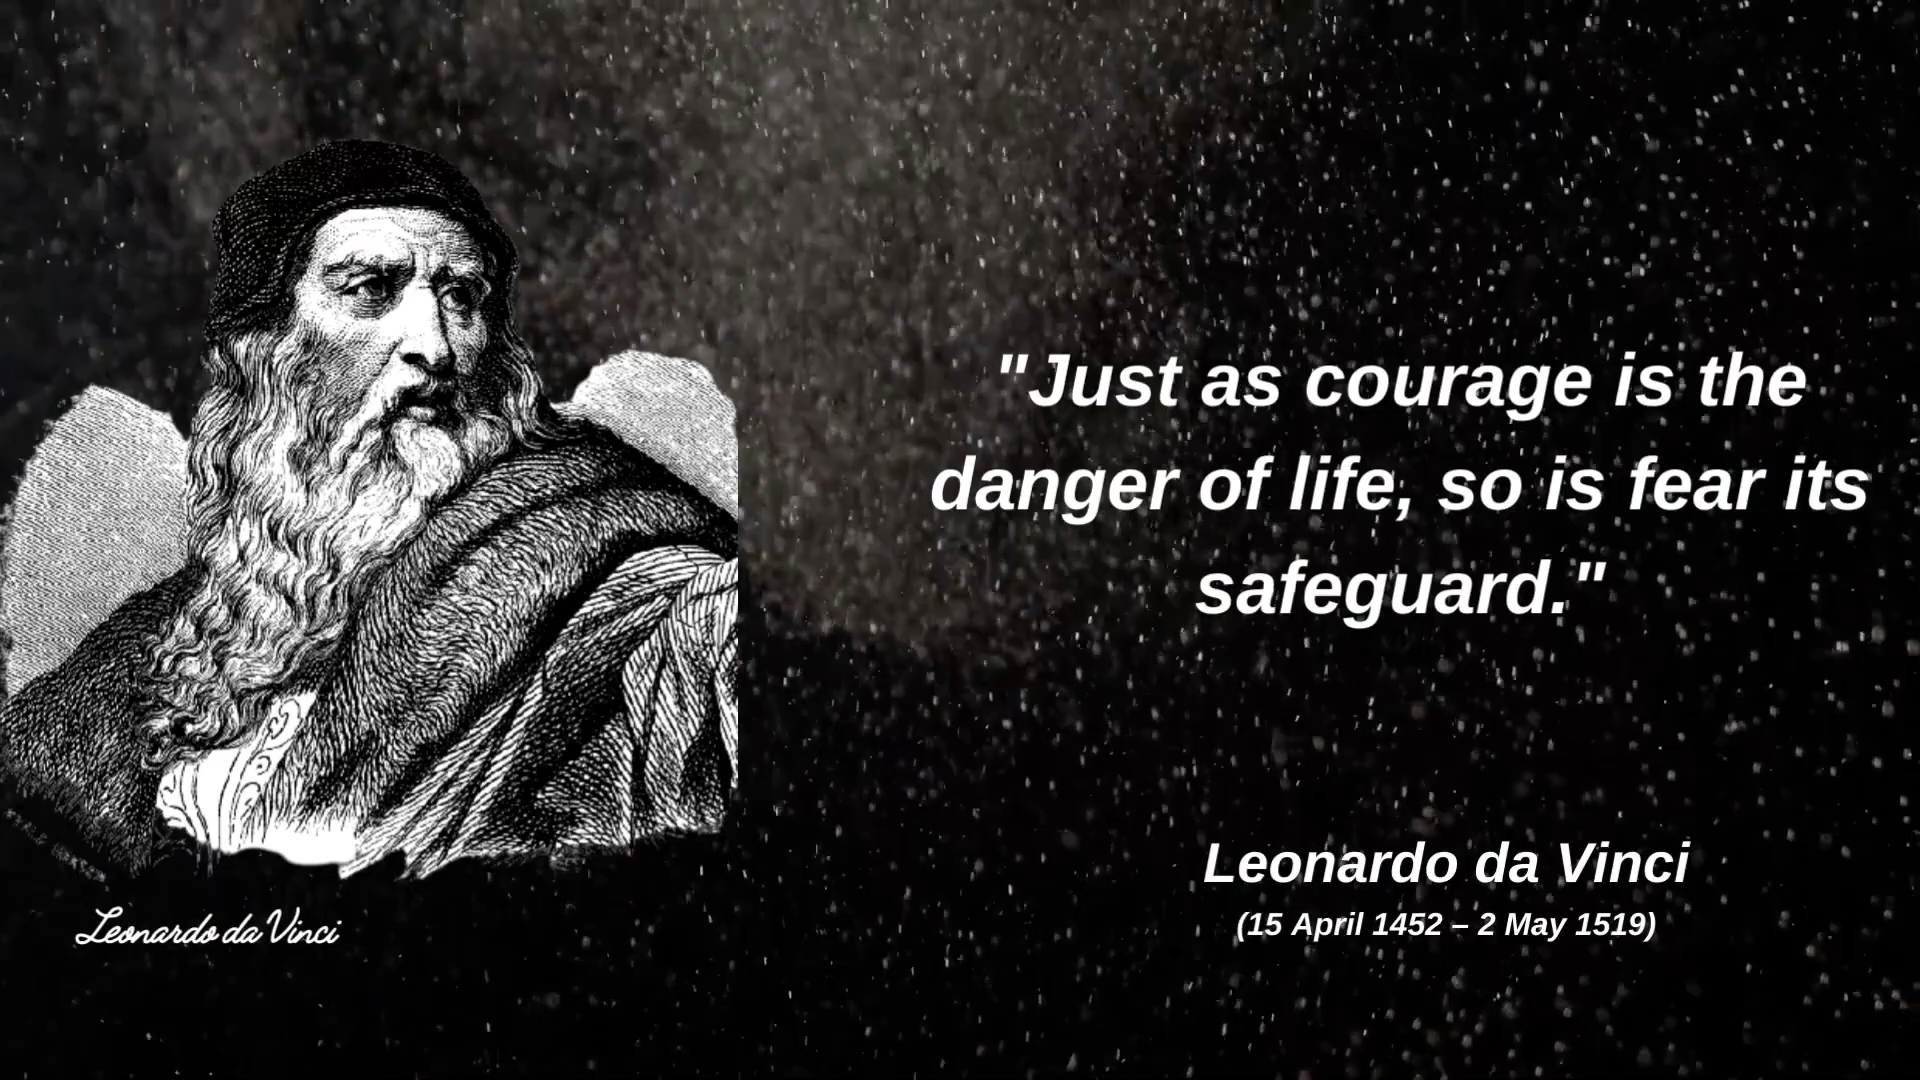 "Just as courage is the
danger of life, so is fear its
safeguard."
Leonardo da Vinci
(15 April 1452 – 2 May 1519)
Leonardo da Vinci